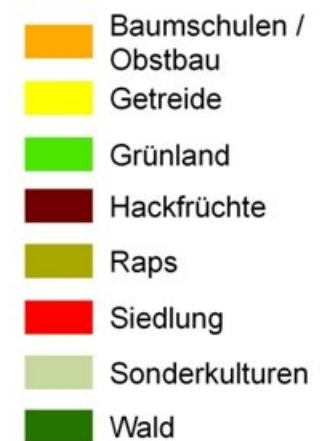 Baumschulen /
Obstbau
Getreide
Grünland
Hackfrüchte
Raps
Siedlung
Sonderkulturen
Wald